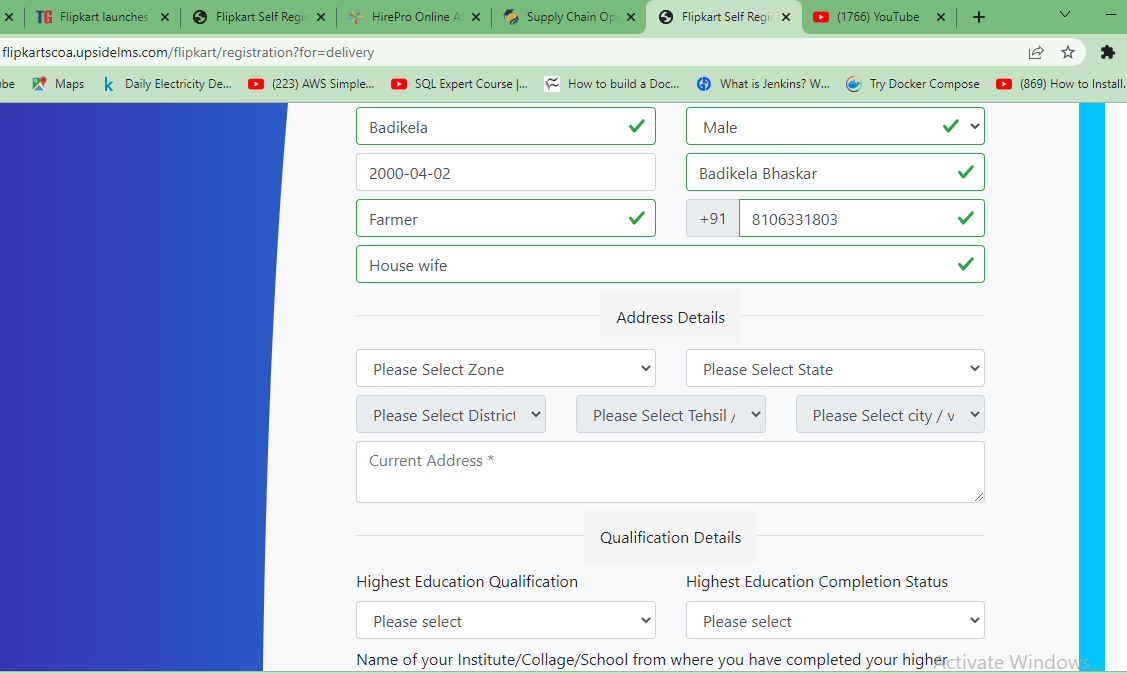 Flipkart launches
Flipkart Self Regis
HirePro Online A
Supply Chain Op
Flipkart Self Regis
(1766) YouTube
flipkartscoa.upsidelms.com/flipkart/registration?for=delivery
be Maps Daily Electricity De... (223) AWS Simple... SQL Expert Course |... How to build a Doc... What is Jenkins? W... Try Docker Compose (869) How to Install.
Badikela Male
2000-04-02 Badikela Bhaskar
Farmer +91 8106331803
House wife
Address Details
Please Select Zone Please Select State
Please Select District Please Select Tehsil / Please Select city / v
Current Address *
Qualification Details
Highest Education Qualification Highest Education Completion Status
Please select Please select
Name of your Institute/Collage/School from where you have completed your higher
Activate Windows